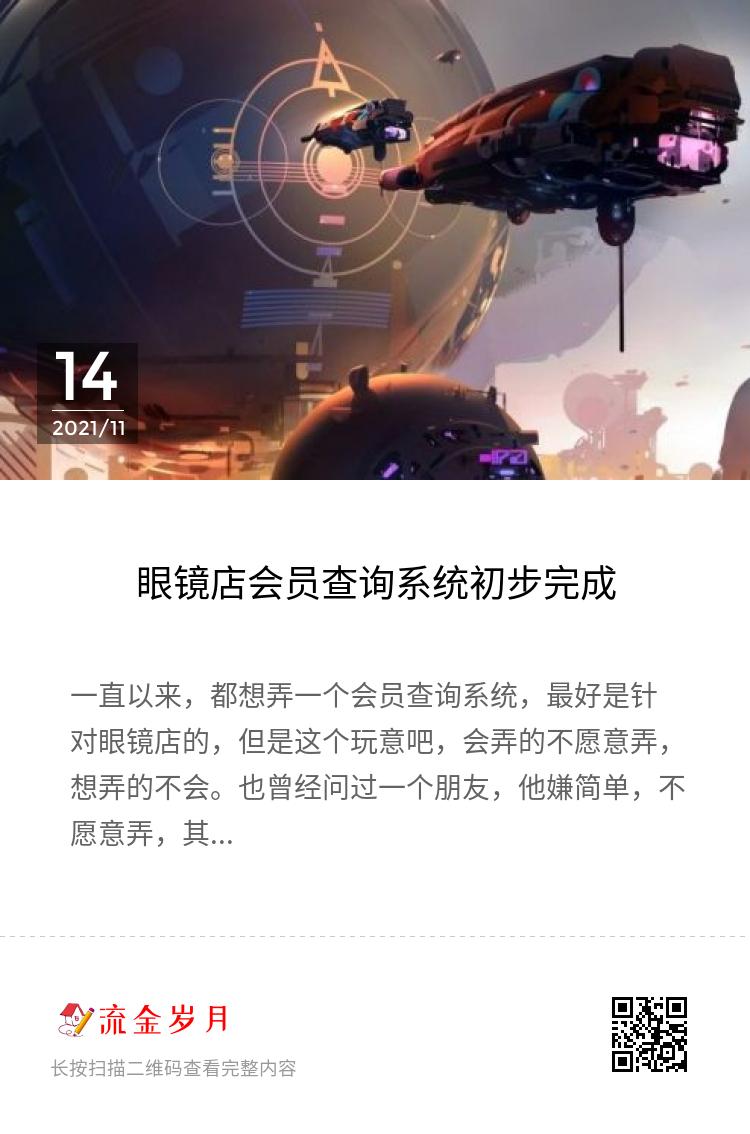 14
2021/11
眼镜店会员查询系统初步完成
一直以来，都想弄一个会员查询系统，最好是针
对眼镜店的，但是这个玩意吧，会弄的不愿意弄，
想弄的不会。也曾经问过一个朋友，他嫌简单，不
愿意弄，其...
流金岁月
长按扫描二维码查看完整内容